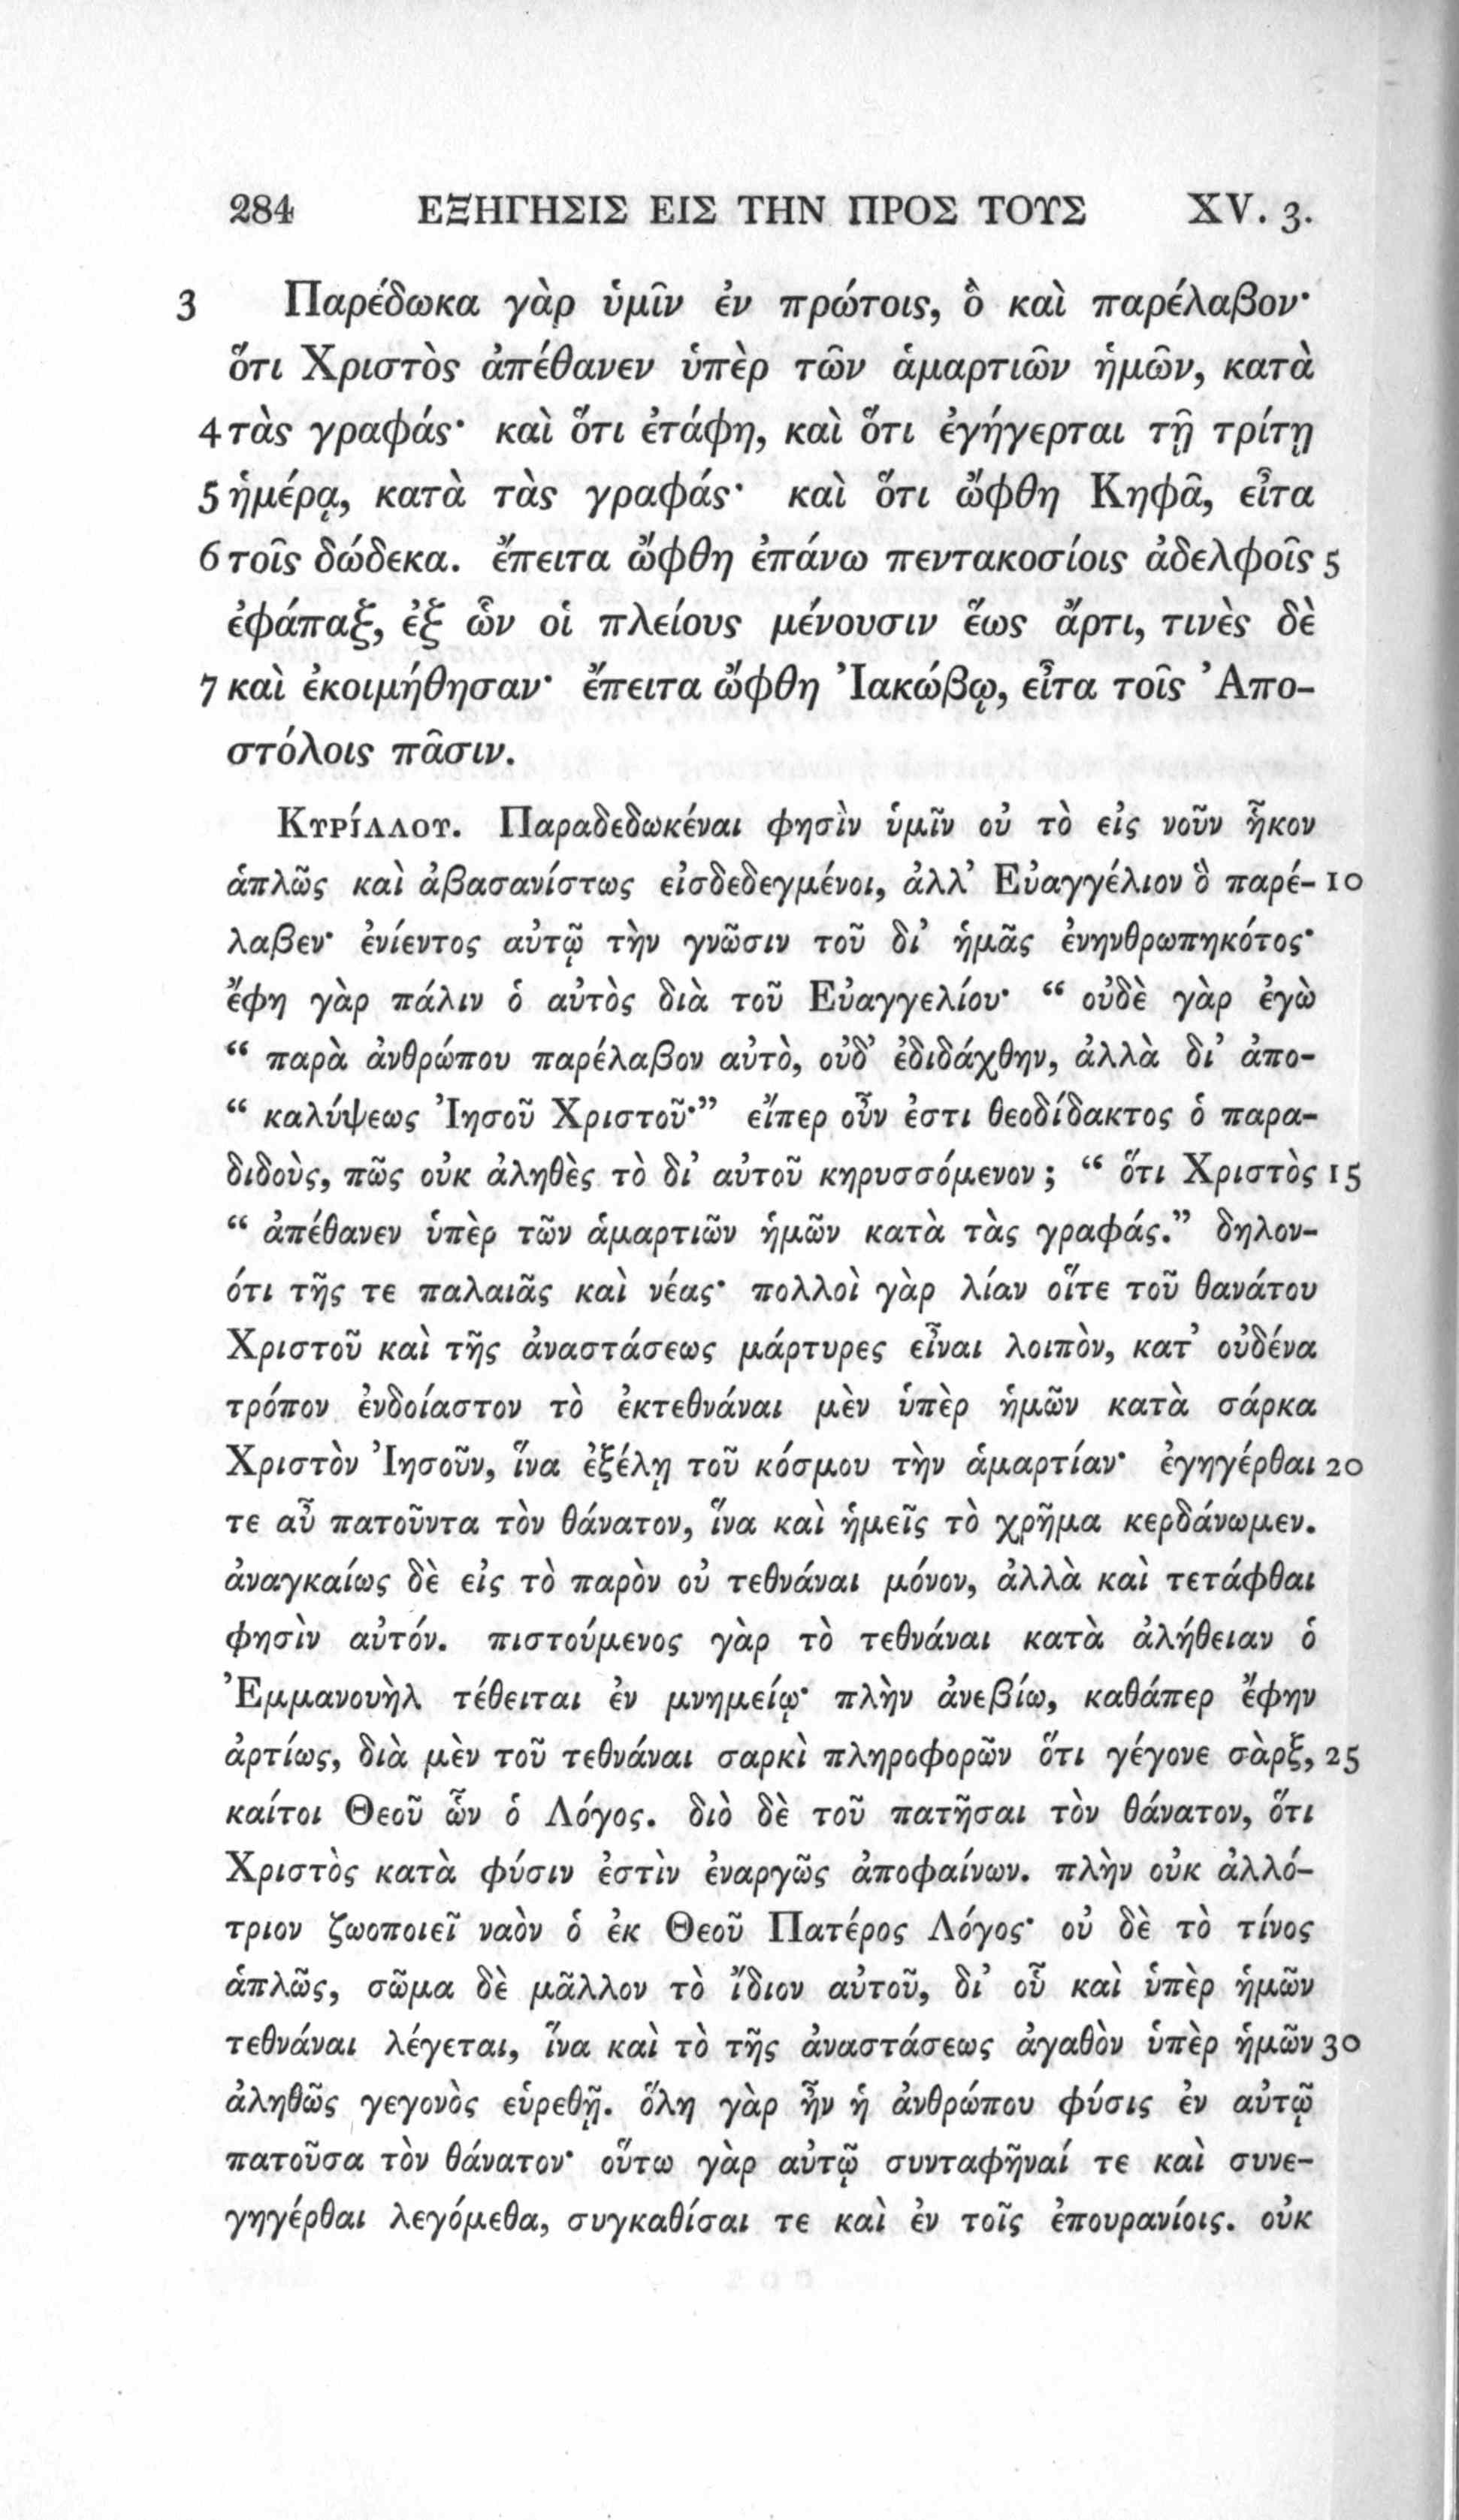 284 ΕΞΗΓΗΣΙΣ ΕΙΣ ΤΗΝ ΠΡΟΣ ΤΟΥΣ XV. 3.
3 Παρέδωκα γὰρ ὑμῖν ἐν πρώτοις, ὃ καὶ παρέλαβον·
ὅτι Χριστὸς ἀπέθανεν ὑπὲρ τῶν ἁμαρτιῶν ἡμῶν, κατὰ
4 τὰς γραφάς· καὶ ὅτι ἐτάφη, καὶ ὅτι ἐγήγερται τῇ τρίτῃ
5 ἡμέρᾳ, κατὰ τὰς γραφάς· καὶ ὅτι ὤφθη Κηφᾶ, εἶτα
6 τοῖς δώδεκα. ἔπειτα ὤφθη ἐπάνω πεντακοσίοις ἀδελφοῖς 5
ἐφάπαξ, ἐξ ὧν οἱ πλείους μένουσιν ἕως ἄρτι, τινὲς δὲ
7 καὶ ἐκοιμήθησαν· ἔπειτα ὤφθη Ἰακώβῳ, εἶτα τοῖς Ἀπο-
στόλοις πᾶσιν.
Κυρίλλου. Παραδεδωκέναι φησὶν ὑμῖν οὐ τὸ εἰς νοῦν ἧκον
ἁπλῶς καὶ ἀβασανίστως εἰσδεδεγμένοι, ἀλλ’ Εὐαγγέλιον ὃ παρέ- 10
λαβεν· ἐνίεντος αὐτῷ τὴν γνῶσιν τοῦ δι’ ἡμᾶς ἐνηνθρωπηκότος·
ἔφη γὰρ πάλιν ὁ αὐτὸς διὰ τοῦ Εὐαγγελίου· “ οὐδὲ γὰρ ἐγὼ
“ παρὰ ἀνθρώπου παρέλαβον αὐτὸ, οὐδ’ ἐδιδάχθην, ἀλλὰ δι’ ἀπο-
“ καλύψεως Ἰησοῦ Χριστοῦ·” εἴπερ οὖν ἐστι θεοδίδακτος ὁ παρα-
διδοὺς, πῶς οὐκ ἀληθὲς τὸ δι’ αὐτοῦ κηρυσσόμενον ; “ ὅτι Χριστὸς 15
“ ἀπέθανεν ὑπὲρ τῶν ἁμαρτιῶν ἡμῶν κατὰ τὰς γραφάς.” δηλον-
ότι τῆς τε παλαιᾶς καὶ νέας· πολλοὶ γὰρ λίαν οἵτε τοῦ θανάτου
Χριστοῦ καὶ τῆς ἀναστάσεως μάρτυρες εἶναι λοιπὸν, κατ’ οὐδένα
τρόπον ἐνδοίαστον τὸ ἐκτεθνάναι μὲν ὑπὲρ ἡμῶν κατὰ σάρκα
Χριστὸν Ἰησοῦν, ἵνα ἐξέλῃ τοῦ κόσμου τὴν ἁμαρτίαν· ἐγηγέρθαι 20
τε αὖ πατοῦντα τὸν θάνατον, ἵνα καὶ ἡμεῖς τὸ χρῆμα κερδάνωμεν.
ἀναγκαίως δὲ εἰς τὸ παρὸν οὐ τεθνάναι μόνον, ἀλλὰ καὶ τετάφθαι
φησὶν αὐτόν. πιστούμενος γὰρ τὸ τεθνάναι κατὰ ἀλήθειαν ὁ
Ἐμμανουὴλ τέθειται ἐν μνημείῳ· πλὴν ἀνεβίω, καθάπερ ἔφην
ἀρτίως, διὰ μὲν τοῦ τεθνάναι σαρκὶ πληροφορῶν ὅτι γέγονε σὰρξ, 25
καίτοι Θεοῦ ὢν ὁ Λόγος. διὸ δὲ τοῦ πατῆσαι τὸν θάνατον, ὅτι
Χριστὸς κατὰ φύσιν ἐστὶν ἐναργῶς ἀποφαίνων. πλὴν οὐκ ἀλλό-
τριον ζωοποιεῖ ναὸν ὁ ἐκ Θεοῦ Πατέρος Λόγος· οὐ δὲ τὸ τίνος
ἁπλῶς, σῶμα δὲ μᾶλλον τὸ ἴδιον αὐτοῦ, δι’ οὗ καὶ ὑπὲρ ἡμῶν
τεθνάναι λέγεται, ἵνα καὶ τὸ τῆς ἀναστάσεως ἀγαθὸν ὑπὲρ ἡμῶν 30
ἀληθῶς γεγονὸς εὑρεθῇ. ὅλη γὰρ ἦν ἡ ἀνθρώπου φύσις ἐν αὐτῷ
πατοῦσα τὸν θάνατον· οὕτω γὰρ αὐτῷ συνταφῆναί τε καὶ συνε-
γηγέρθαι λεγόμεθα, συγκαθίσαι τε καὶ ἐν τοῖς ἐπουρανίοις. οὐκ